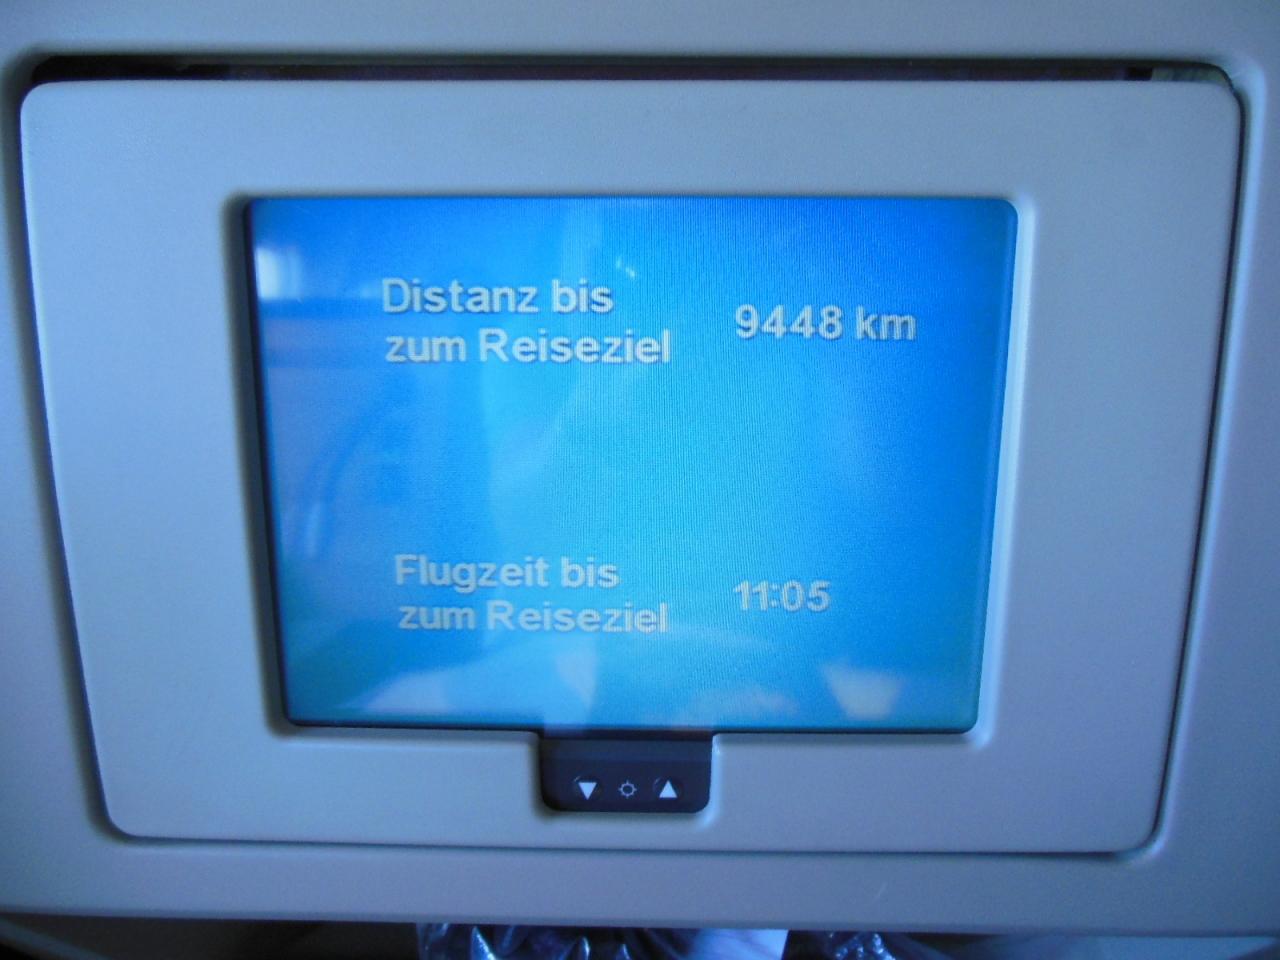 Distanz bis
zum Reiseziel
9448 km
Flugzeit bis
zum Reiseziel
11:05